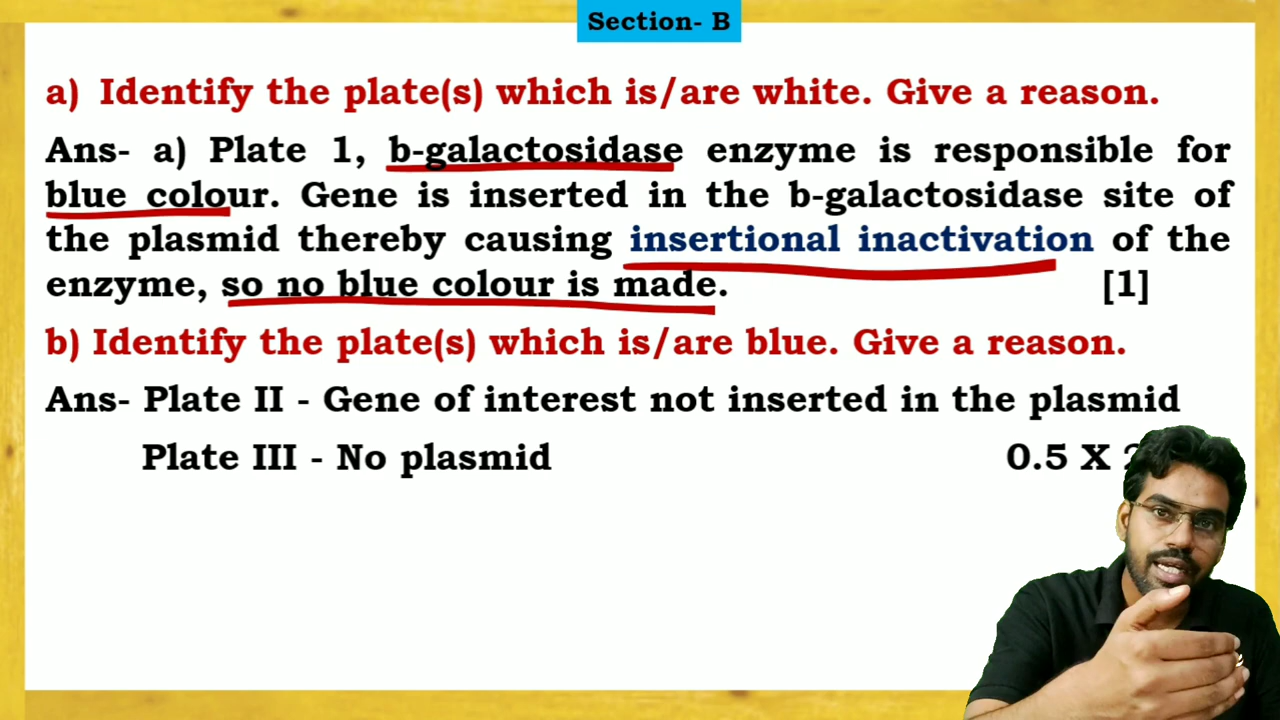 Section- B
a) Identify the plate(s) which is/are white. Give a reason.
Ans- a) Plate 1, b-galactosidase enzyme is responsible for
blue colour. Gene is inserted in the b-galactosidase site of
the plasmid thereby causing insertional inactivation of the
enzyme, so no blue colour is made. [1]
b) Identify the plate(s) which is/are blue. Give a reason.
Ans- Plate II - Gene of interest not inserted in the plasmid
Plate III - No plasmid 0.5 X